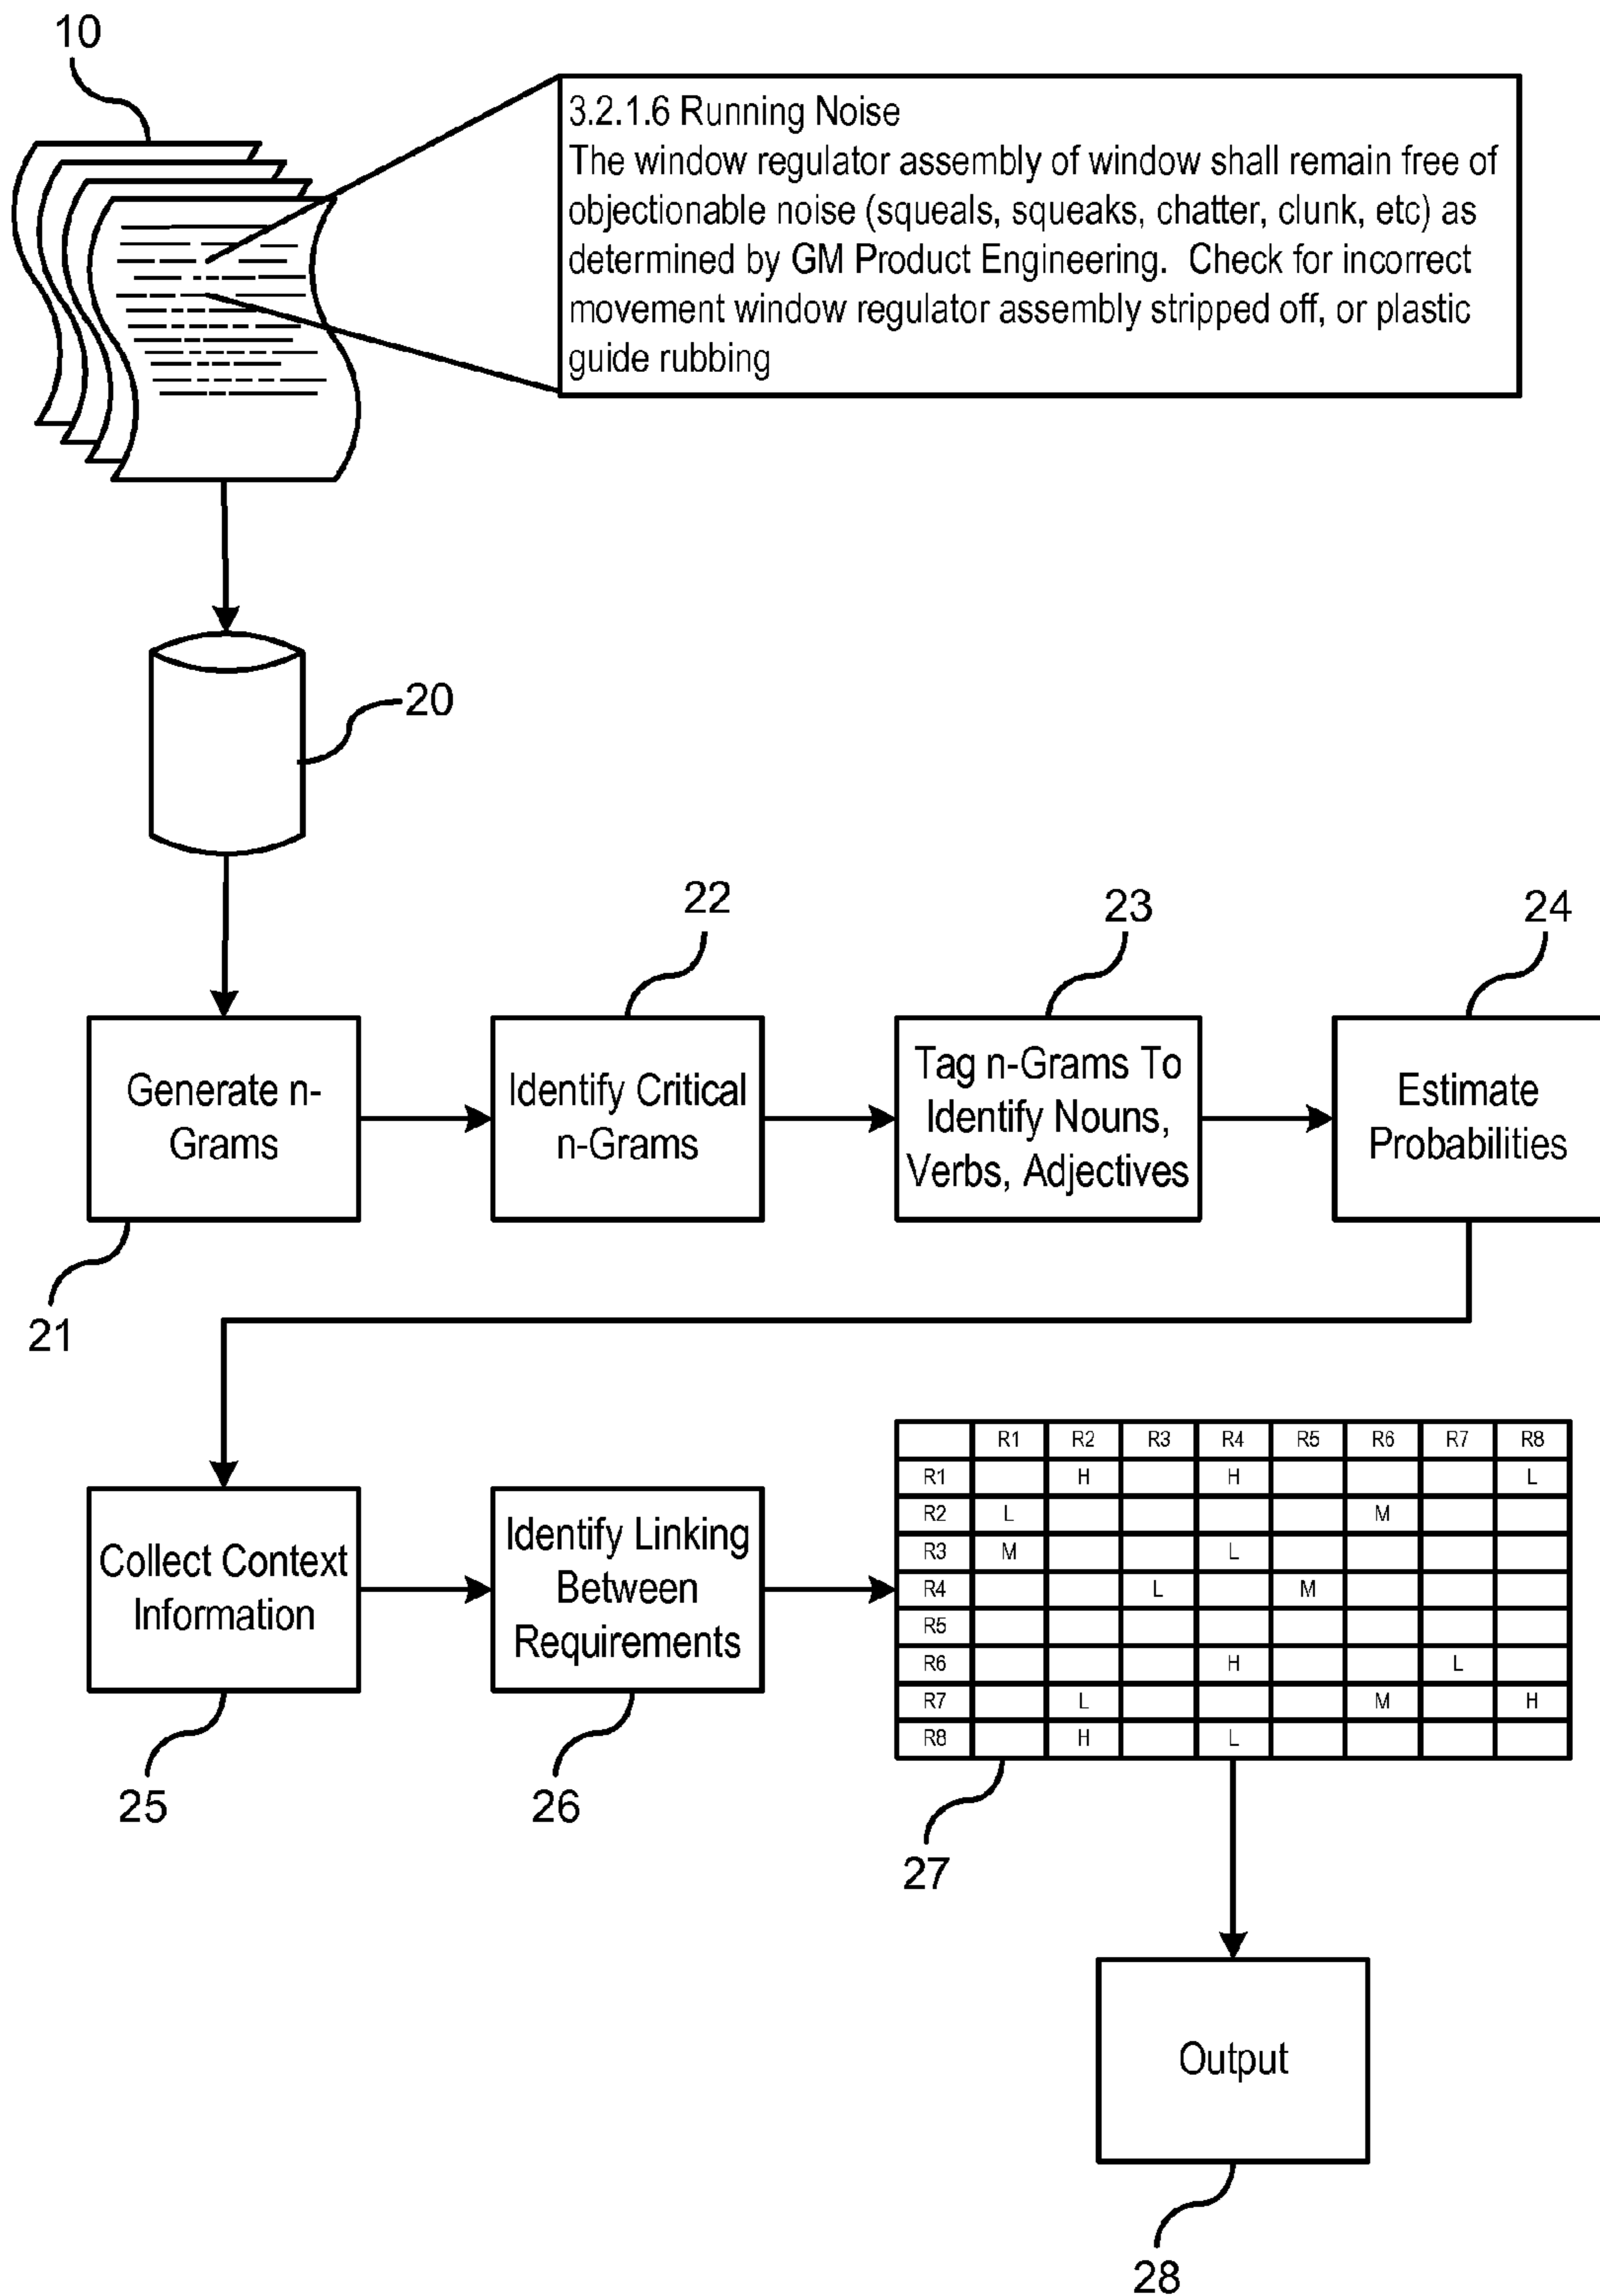 10
3.2.1.6 Running Noise
The window regulator assembly of window shall remain free of
objectionable noise (squeals, squeaks, chatter, clunk, etc) as
determined by GM Product Engineering.  Check for incorrect
movement window regulator assembly stripped off, or plastic
guide rubbing
20
22
23
24
Generate n-
Grams
Identify Critical
n-Grams
Tag n-Grams To
Identify Nouns,
Verbs, Adjectives
Estimate
Probabilities
21
Collect Context
Information
Identify Linking
Between
Requirements
R1 R2 R3 R4 R5 R6 R7 R8
R1 H H L
R2 L M
R3 M L
R4 L M
R5
R6 H L
R7 L M H
R8 H L
25
26
27
Output
28